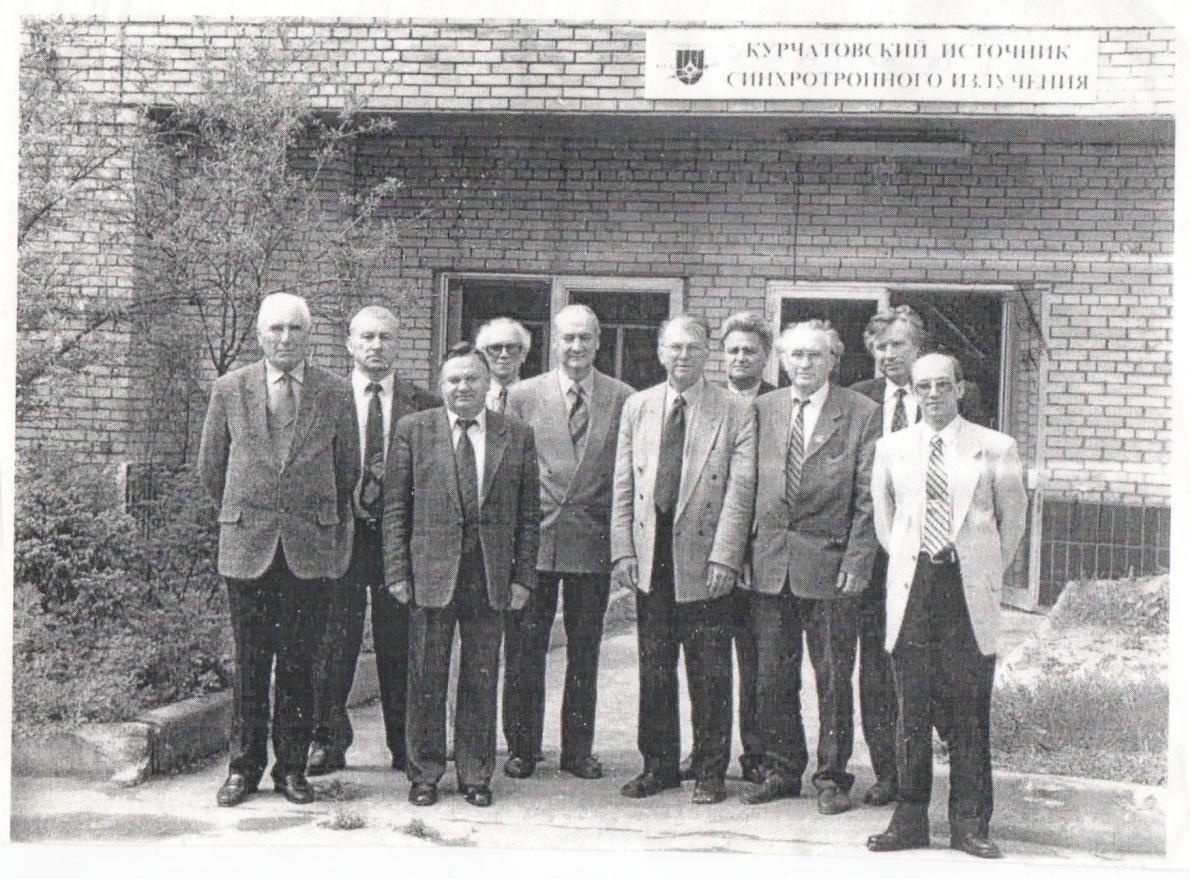 КУРЧАТОВСКИЙ ИСТОЧНИК
СИНХРОТРОННОГО ИЗЛУЧЕНИЯ